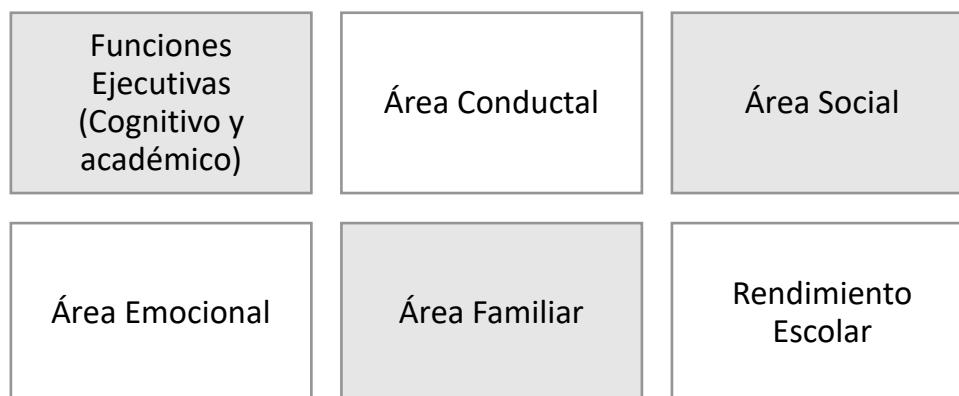 Funciones
Ejecutivas
(Cognitivo y
académico)
Área Conductal
Área Social
Área Emocional
Área Familiar
Rendimiento
Escolar